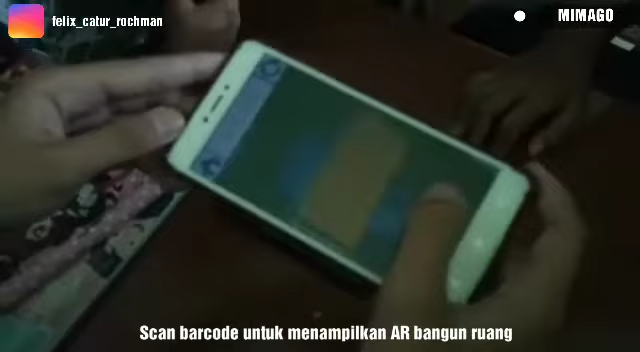 felix_catur_rochman
MIMAGO
Scan barcode untuk menampilkan AR bangun ruang